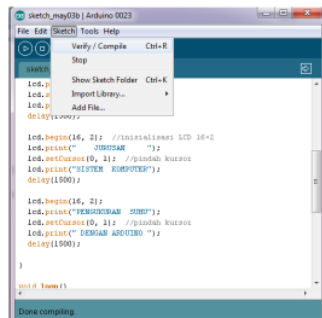 sketch_may03b | Arduino 0023
File Edit Sketch Tools Help
Verify / Compile Ctrl+R
Stop
Show Sketch Folder Ctrl+K
Import Library...
Add File...
sketch
lcd.p
lcd.s
lcd.p
delay(1500);
lcd.begin(16, 2); //inisialisasi LCD 16*2
lcd.print("    JURUSAN     ");
lcd.setCursor(0, 1); //pindah kursor
lcd.print("SISTEM  KOMPUTER");
delay(1500);
lcd.begin(16, 2);
lcd.print("PENGUKURAN  SUHU");
lcd.setCursor(0, 1); //pindah kursor
lcd.print(" DENGAN ARDUINO ");
delay(1500);
}
void loop()
Done compiling.